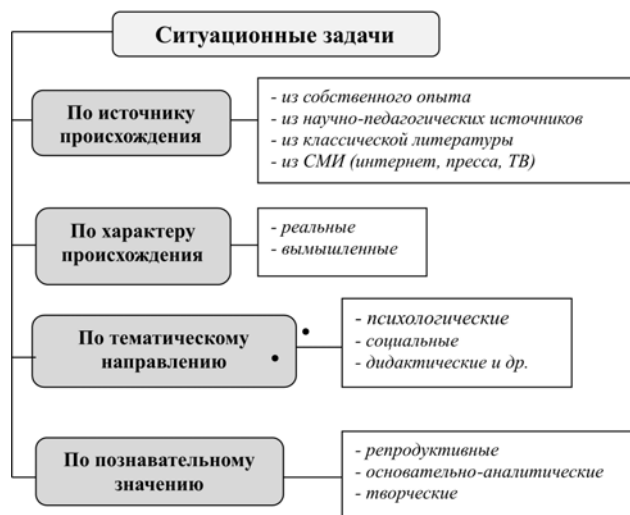 Ситуационные задачи
По источнику
происхождения
- из собственного опыта
- из научно-педагогических источников
- из классической литературы
- из СМИ (интернет, пресса, ТВ)
По характеру
происхождения
- реальные
- вымышленные
По тематическому
направлению
- психологические
- социальные
- дидактические и др.
По познавательному
значению
- репродуктивные
- основательно-аналитические
- творческие